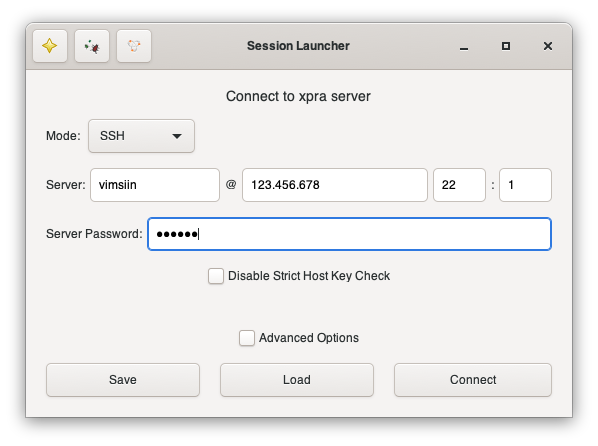 Session Launcher
Connect to xpra server
Mode: SSH
Server: vimsiin @ 123.456.678 22 : 1
Server Password: ●●●●●●
Disable Strict Host Key Check
Advanced Options
Save Load Connect